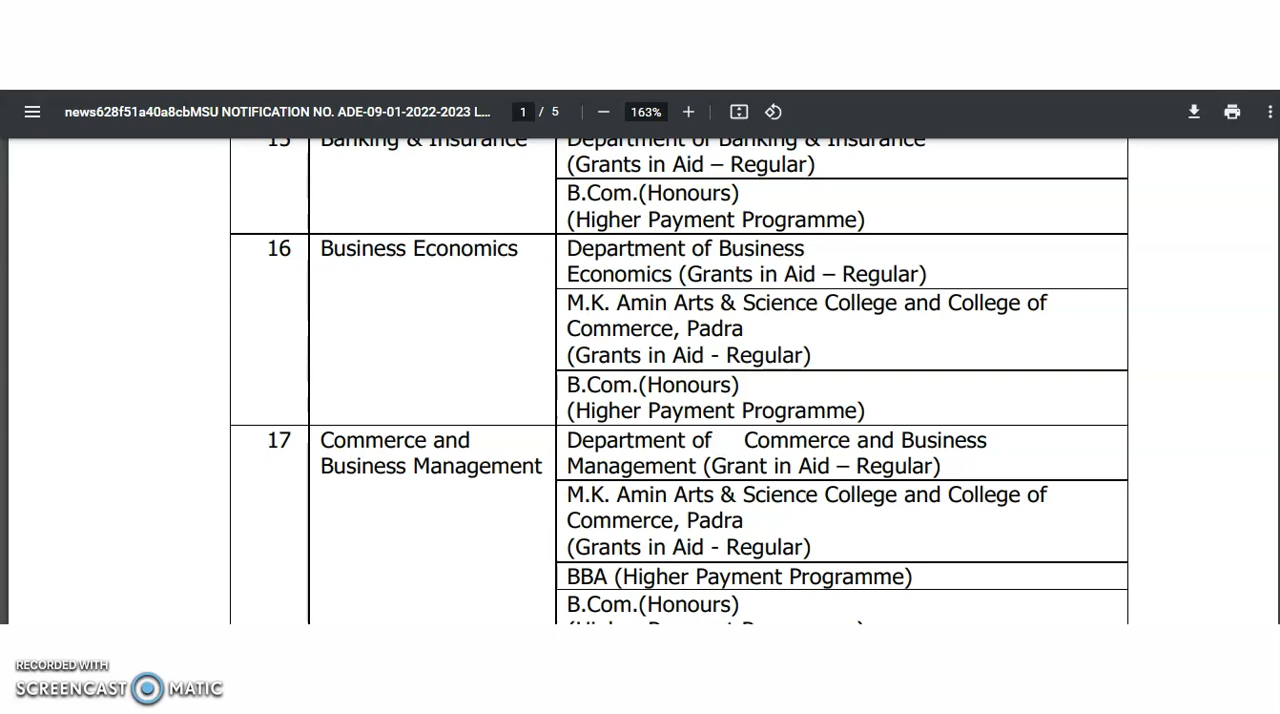 news628f51a40a8cbMSU NOTIFICATION NO. ADE-09-01-2022-2023 L... 1 / 5 163%
15 Banking & Insurance Department of Banking & Insurance
(Grants in Aid – Regular)
B.Com.(Honours)
(Higher Payment Programme)
16 Business Economics Department of Business
Economics (Grants in Aid – Regular)
M.K. Amin Arts & Science College and College of
Commerce, Padra
(Grants in Aid - Regular)
B.Com.(Honours)
(Higher Payment Programme)
17 Commerce and Department of Commerce and Business
Business Management Management (Grant in Aid – Regular)
M.K. Amin Arts & Science College and College of
Commerce, Padra
(Grants in Aid - Regular)
BBA (Higher Payment Programme)
B.Com.(Honours)
RECORDED WITH
SCREENCAST MATIC